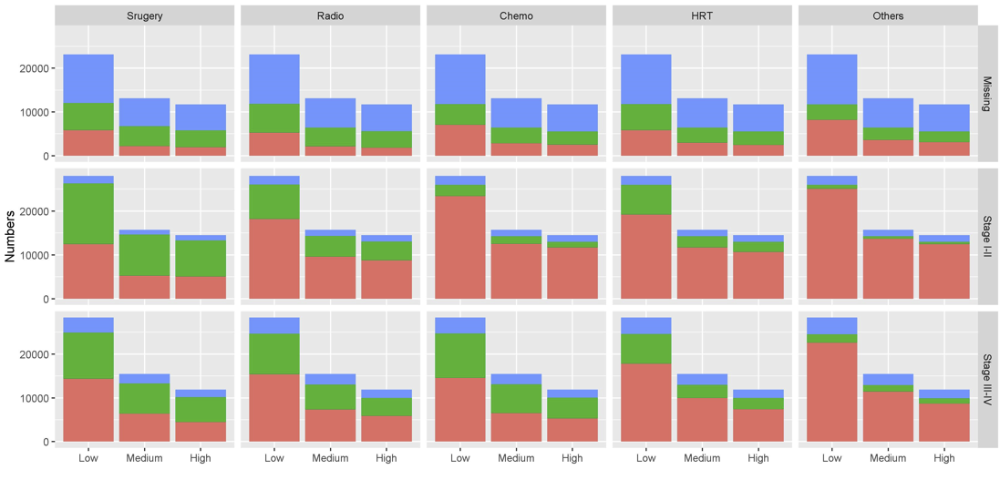 Srugery Radio Chemo HRT Others
Numbers
20000
10000
0
Missing
20000
10000
0
Stage I-II
20000
10000
0
Stage III-IV
Low Medium High Low Medium High Low Medium High Low Medium High Low Medium High